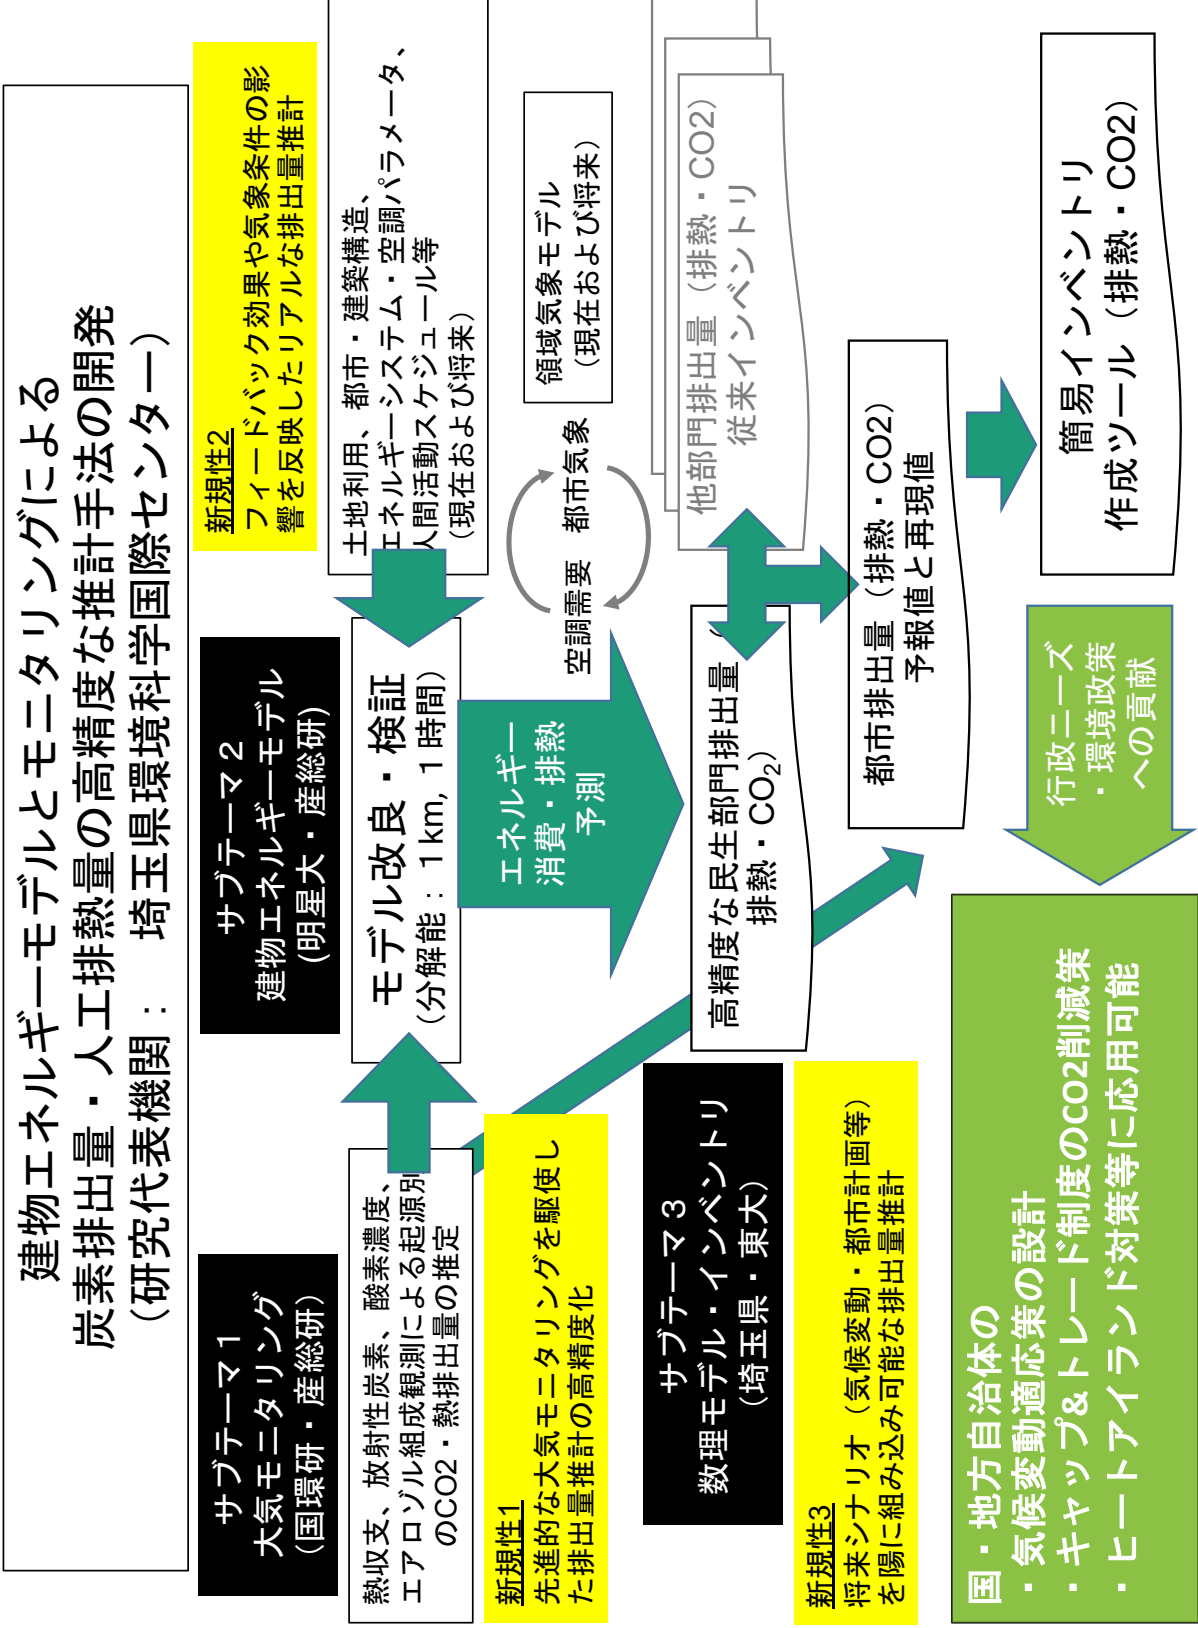 建物エネルギーモデルとモニタリングによる
炭素排出量・人工排熱量の高精度な推計手法の開発
（研究代表機関： 埼玉県環境科学国際センター）
サブテーマ１
大気モニタリング
（国環研・産総研）
熱収支、放射性炭素、酸素濃度、
エアロゾル組成観測による起源別
のCO2・熱排出量の推定
新規性1
先進的な大気モニタリングを駆使し
た排出量推計の高精度化
サブテーマ２
建物エネルギーモデル
（明星大・産総研)
モデル改良・検証
（分解能：1km, 1時間）
新規性2
フィードバック効果や気象条件の影
響を反映したリアルな排出量推計
土地利用、都市・建築構造、
エネルギーシステム・空調パラメータ、
人間活動スケジュール等
（現在および将来）
エネルギー
消費・排熱
予測
空調需要
都市気象
領域気象モデル
（現在および将来）
サブテーマ３
数理モデル・インベントリ
（埼玉県・東大）
新規性3
将来シナリオ（気候変動・都市計画等）
を陽に組み込み可能な排出量推計
高精度な民生部門排出量（
排熱・CO₂）
他部門排出量（排熱・CO2）
従来インベントリ
都市排出量（排熱・CO2）
予報値と再現値
簡易インベントリ
作成ツール（排熱・CO2）
行政ニーズ
・環境政策
への貢献
国・地方自治体の
・気候変動適応策の設計
・キャップ&トレード制度のCO2削減策
・ヒートアイランド対策等に応用可能